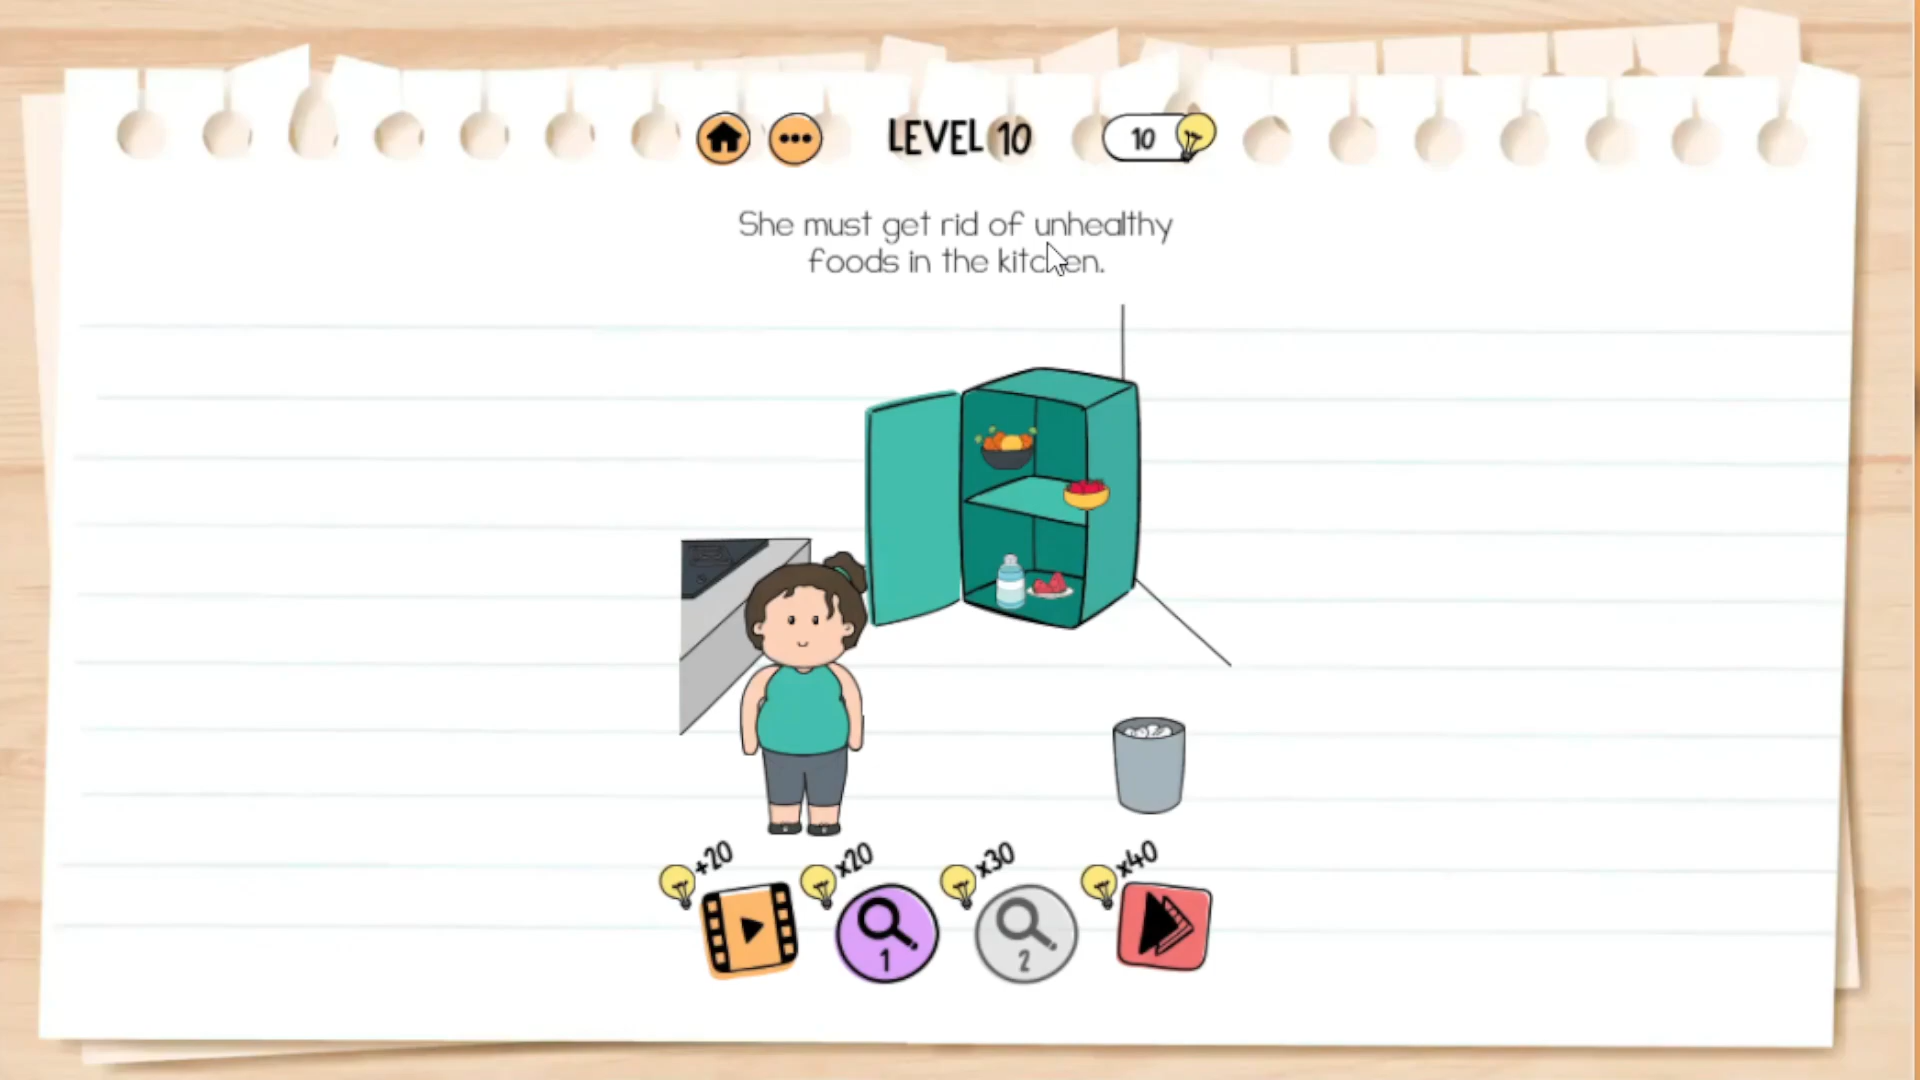 LEVEL 10
10
She must get rid of unhealthy
foods in the kitchen.
+20
x20
x30
x40
1
2